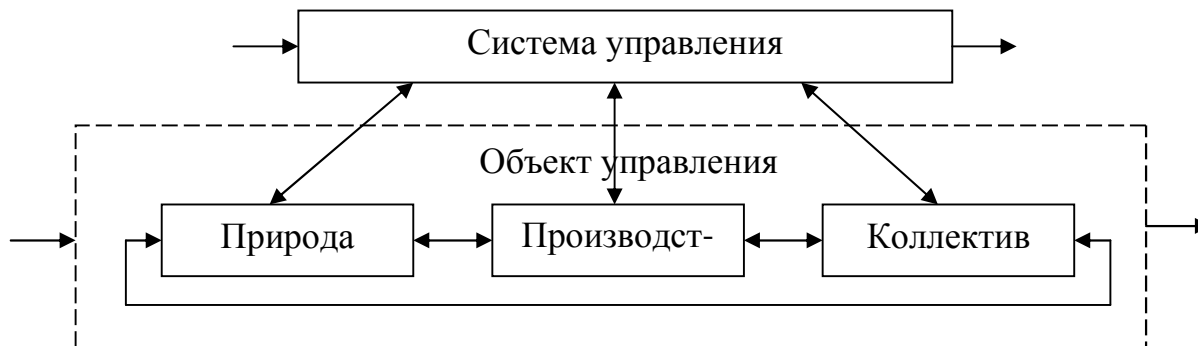 Система управления
Объект управления
Природа
Производст-
Коллектив